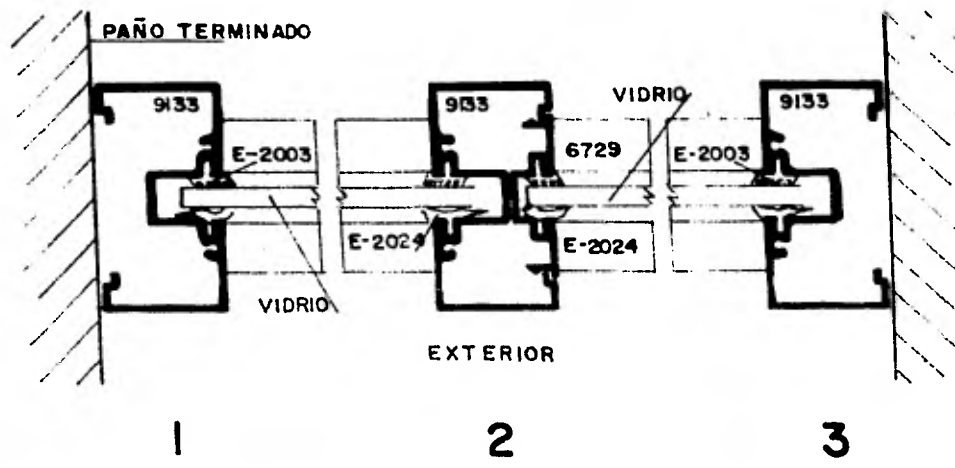 PAÑO TERMINADO
9133
9133
VIDRIO
9133
E-2003
6729
E-2003
E-2024
E-2024
VIDRIO
EXTERIOR
1 2 3